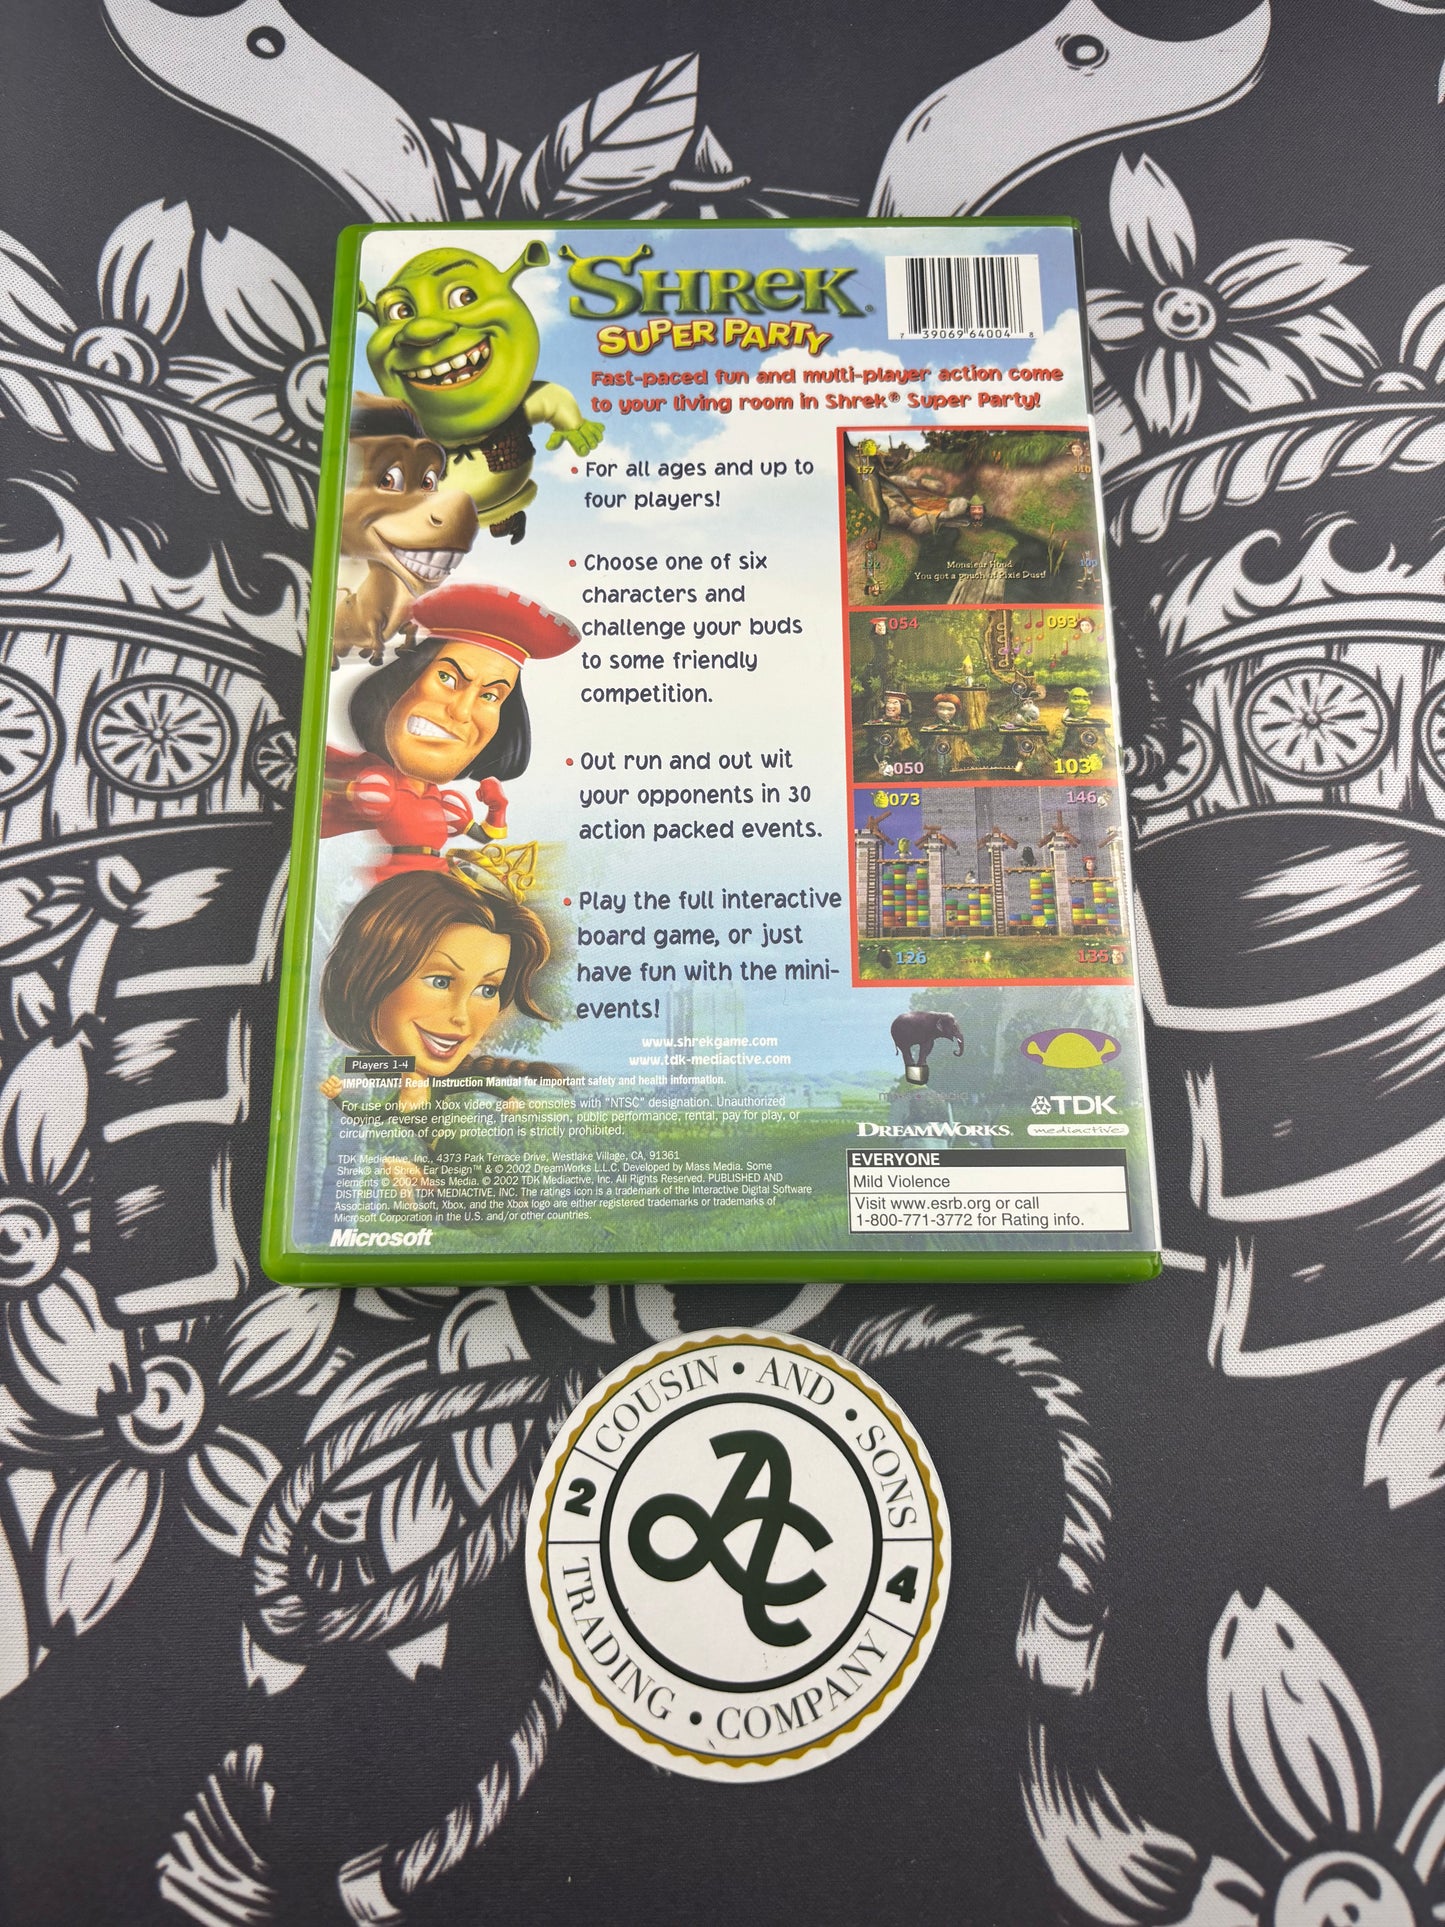 SHREK®
SUPER PARTY
7 39069 64004 8
Fast-paced fun and multi-player action come
to your living room in Shrek® Super Party!
• For all ages and up to
four players!
• Choose one of six
characters and
challenge your buds
to some friendly
competition.
• Out run and out wit
your opponents in 30
action packed events.
• Play the full interactive
board game, or just
have fun with the mini-
events!
157
110
Monsieur Hood
You got a pouch of Pixie Dust!
054
093
050
103
073
146
126
135
www.shrekgame.com
www.tdk-mediactive.com
Players 1-4
IMPORTANT! Read Instruction Manual for important safety and health information.
For use only with Xbox video game consoles with "NTSC" designation. Unauthorized
copying, reverse engineering, transmission, public performance, rental, pay for play, or
circumvention of copy protection is strictly prohibited.
TDK Mediactive, Inc., 4373 Park Terrace Drive, Westlake Village, CA, 91361
Shrek® and Shrek Ear Design™ & © 2002 DreamWorks L.L.C. Developed by Mass Media. Some
elements © 2002 Mass Media. © 2002 TDK Mediactive, Inc. All Rights Reserved. PUBLISHED AND
DISTRIBUTED BY TDK MEDIACTIVE, INC. The ratings icon is a trademark of the Interactive Digital Software
Association. Microsoft, Xbox, and the Xbox logo are either registered trademarks or trademarks of
Microsoft Corporation in the U.S. and/or other countries.
Microsoft
DREAMWORKS.
TDK
mediactive
EVERYONE
Mild Violence
Visit www.esrb.org or call
1-800-771-3772 for Rating info.
COUSIN • AND • SONS
2 4
TRADING • COMPANY
AC